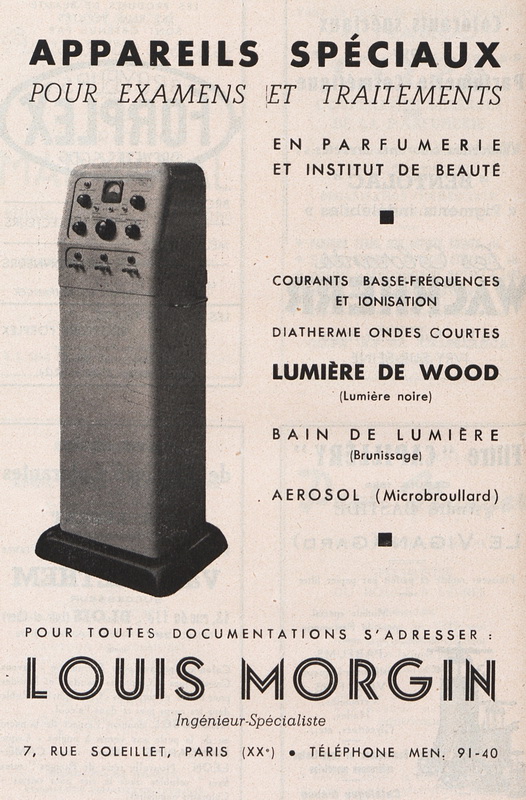 APPAREILS SPÉCIAUX
POUR EXAMENS ET TRAITEMENTS
EN PARFUMERIE
ET INSTITUT DE BEAUTÉ
COURANTS BASSE-FRÉQUENCES
ET IONISATION
DIATHERMIE ONDES COURTES
LUMIÈRE DE WOOD
(Lumière noire)
BAIN DE LUMIÈRE
(Brunissage)
AEROSOL (Microbroullard)
POUR TOUTES DOCUMENTATIONS S'ADRESSER :
LOUIS MORGIN
Ingénieur-Spécialiste
7, RUE SOLEILLET, PARIS (XXe) • TÉLÉPHONE MEN. 91-40